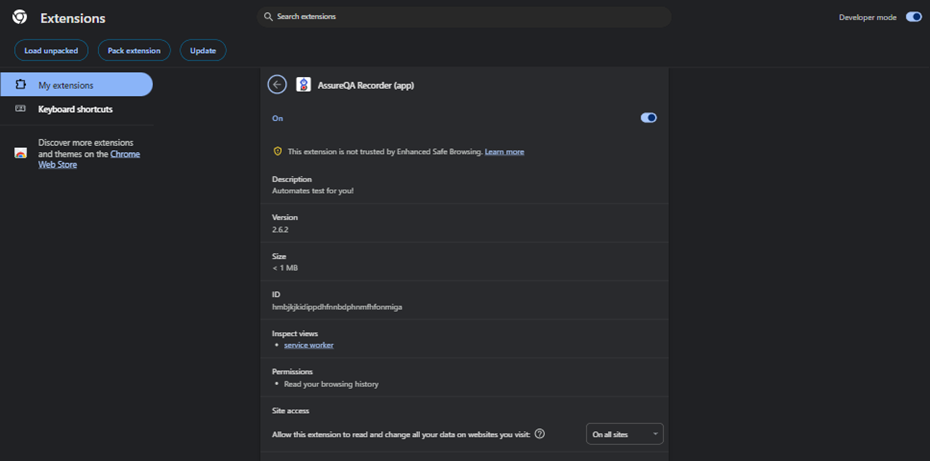 Extensions
Search extensions
Developer mode
Load unpacked
Pack extension
Update
My extensions
Keyboard shortcuts
Discover more extensions
and themes on the Chrome
Web Store
AssureQA Recorder (app)
On
This extension is not trusted by Enhanced Safe Browsing. Learn more
Description
Automates test for you!
Version
2.6.2
Size
< 1 MB
ID
Inspect views
service worker
Permissions
Read your browsing history
Site access
Allow this extension to read and change all your data on websites you visit:
On all sites